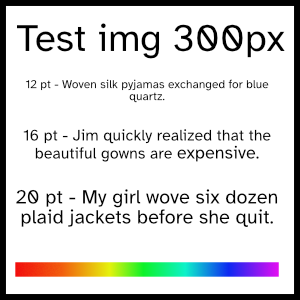 Test img 300px
12 pt - Woven silk pyjamas exchanged for blue
quartz.
16 pt - Jim quickly realized that the
beautiful gowns are expensive.
20 pt - My girl wove six dozen
plaid jackets before she quit.